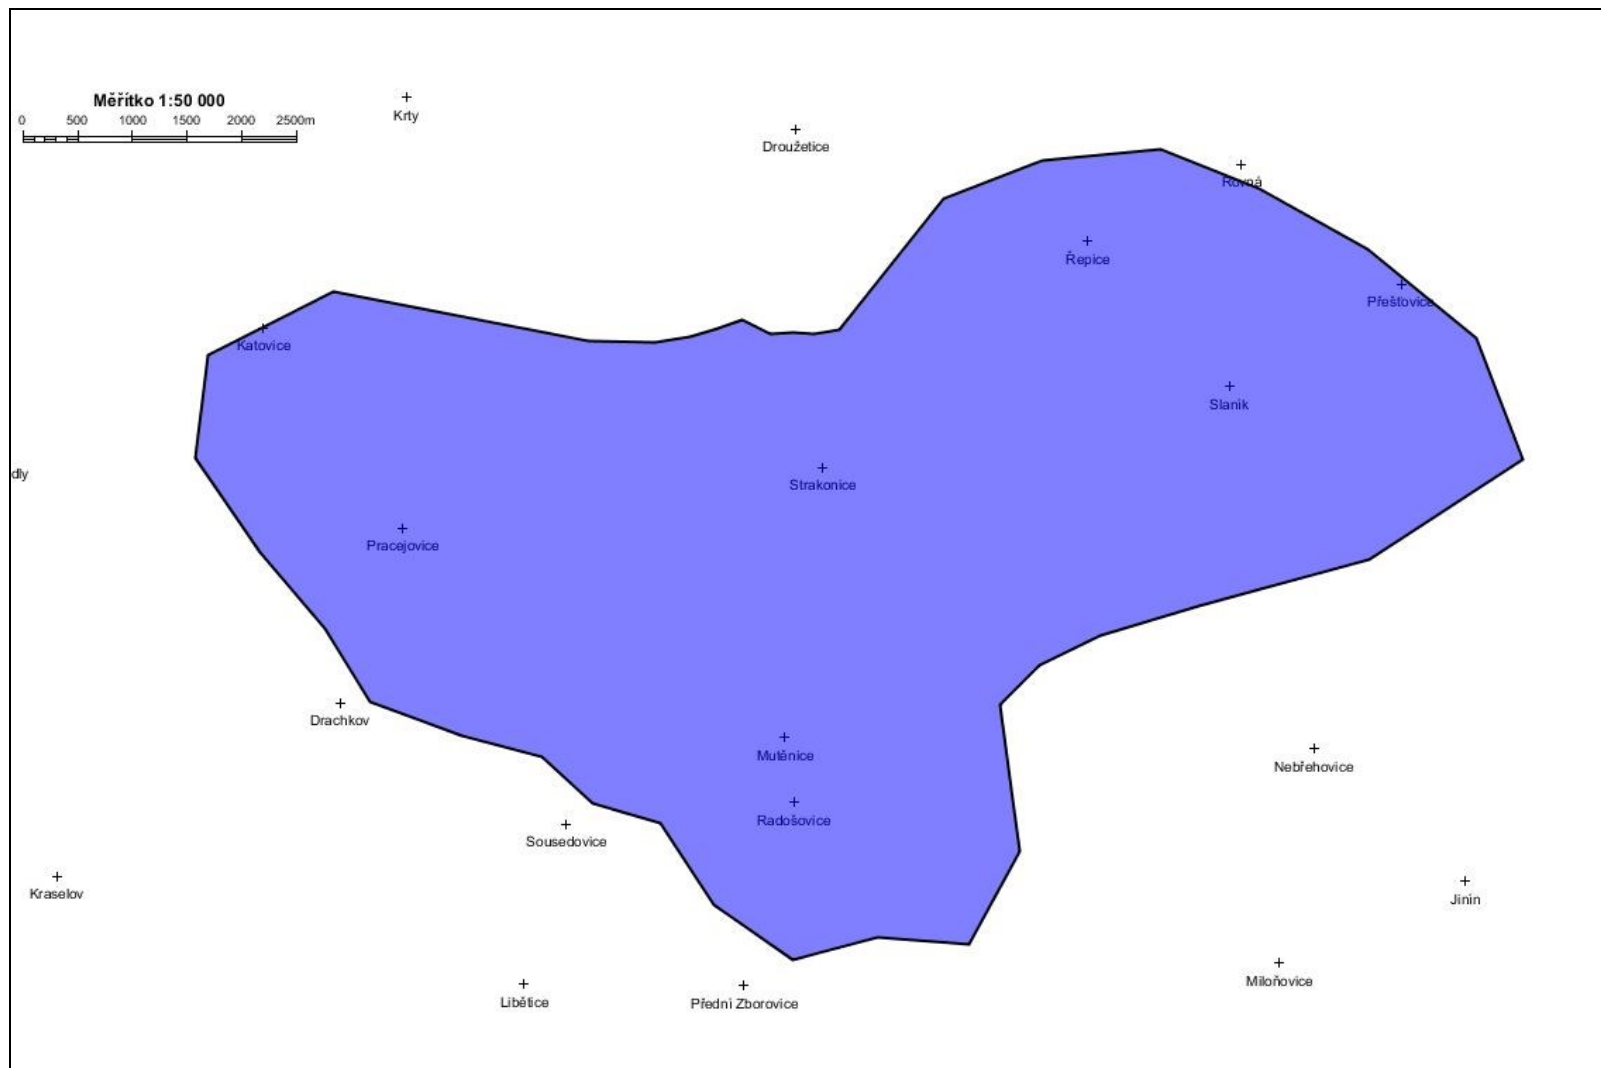 Měřítko 1:50 000
0 500 1000 1500 2000 2500m
Krty
Droužetice
Rovná
Řepice
Přešťovice
Katovice
Slaník
dly
Strakonice
Pracejovice
Drachkov
Mutěnice
Nebřehovice
Radošovice
Sousedovice
Kraselov
Jinín
Miloňovice
Libětice
Přední Zborovice